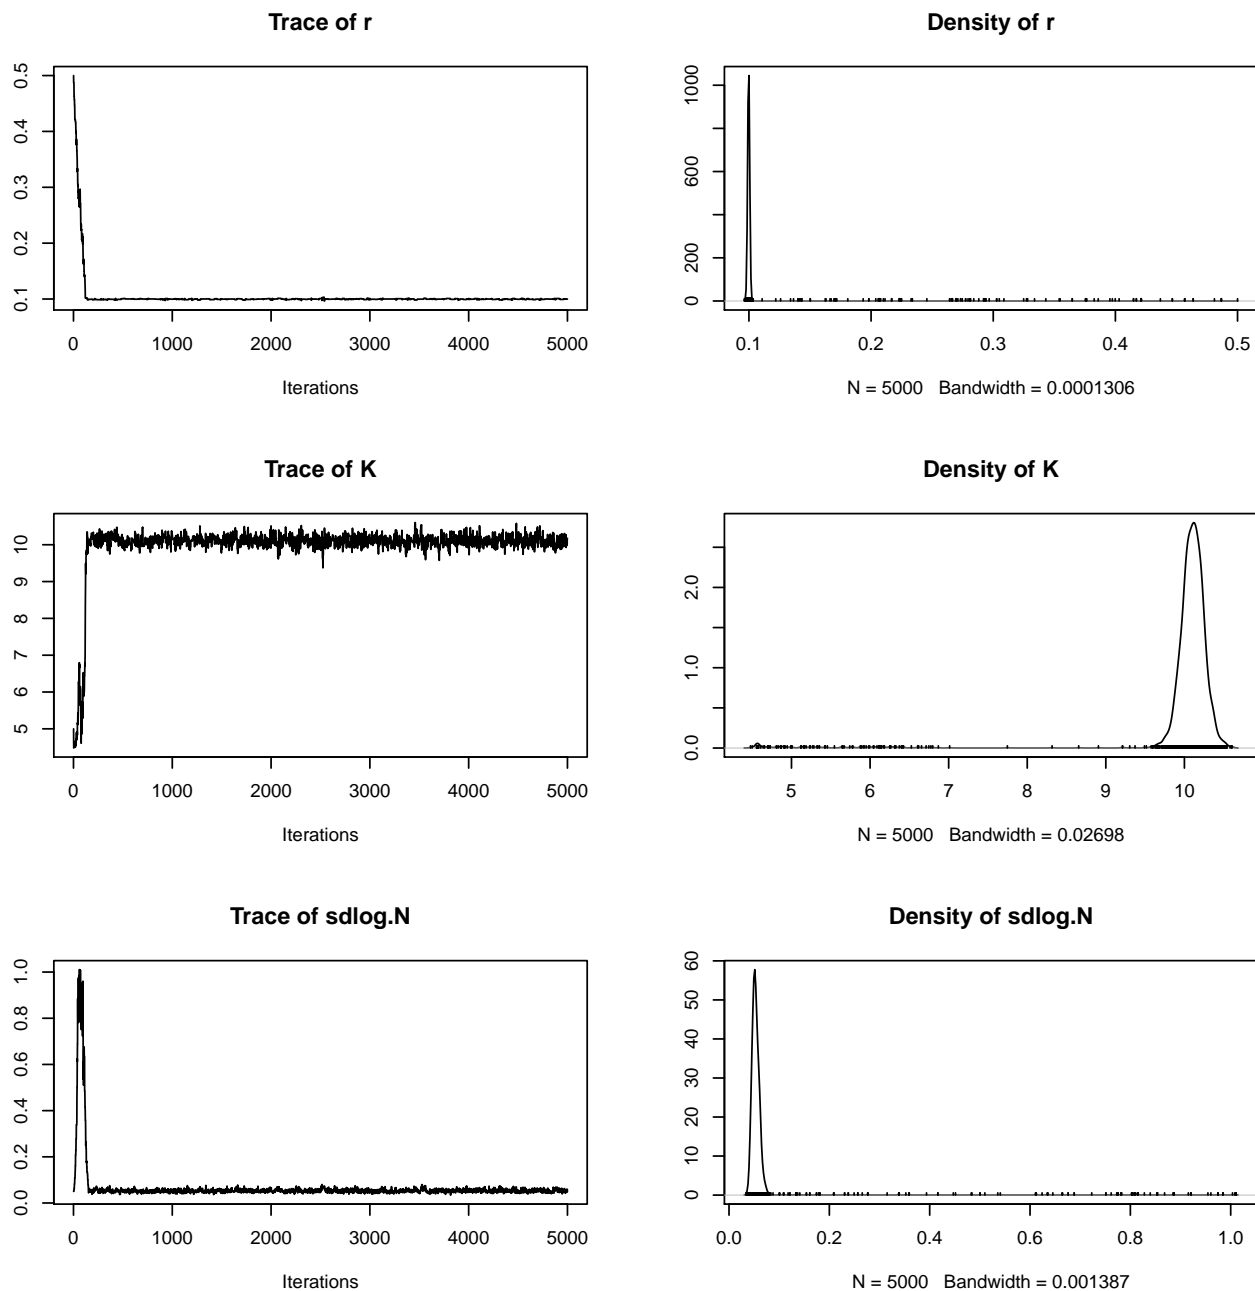 Trace of r
0.1 0.2 0.3 0.4 0.5
0 1000 2000 3000 4000 5000
Iterations
Density of r
0 200 600 1000
0.1 0.2 0.3 0.4 0.5
N = 5000 Bandwidth = 0.0001306
Trace of K
5 6 7 8 9 10
0 1000 2000 3000 4000 5000
Iterations
Density of K
0.0 1.0 2.0
5 6 7 8 9 10
N = 5000 Bandwidth = 0.02698
Trace of sdlog.N
0.0 0.2 0.4 0.6 0.8 1.0
0 1000 2000 3000 4000 5000
Iterations
Density of sdlog.N
0 10 20 30 40 50 60
0.0 0.2 0.4 0.6 0.8 1.0
N = 5000 Bandwidth = 0.001387